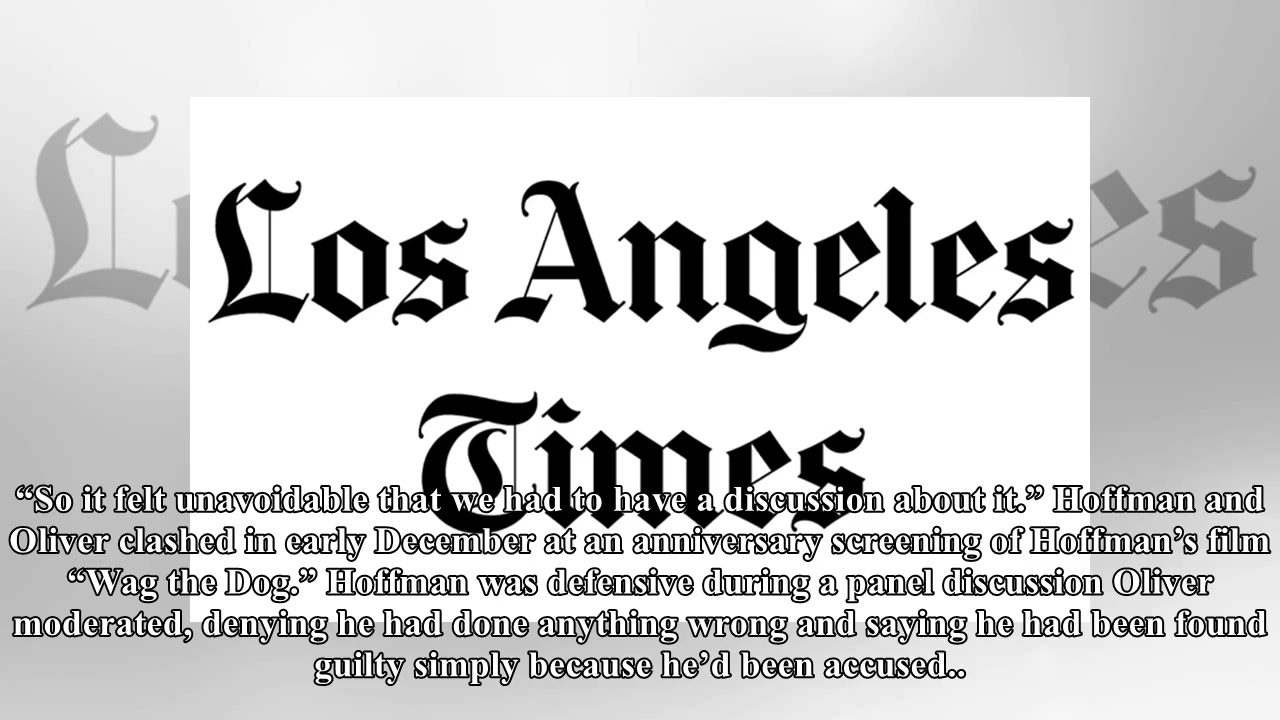 Los Angeles
Times
“So it felt unavoidable that we had to have a discussion about it.” Hoffman and
Oliver clashed in early December at an anniversary screening of Hoffman’s film
“Wag the Dog.” Hoffman was defensive during a panel discussion Oliver
moderated, denying he had done anything wrong and saying he had been found
guilty simply because he’d been accused..